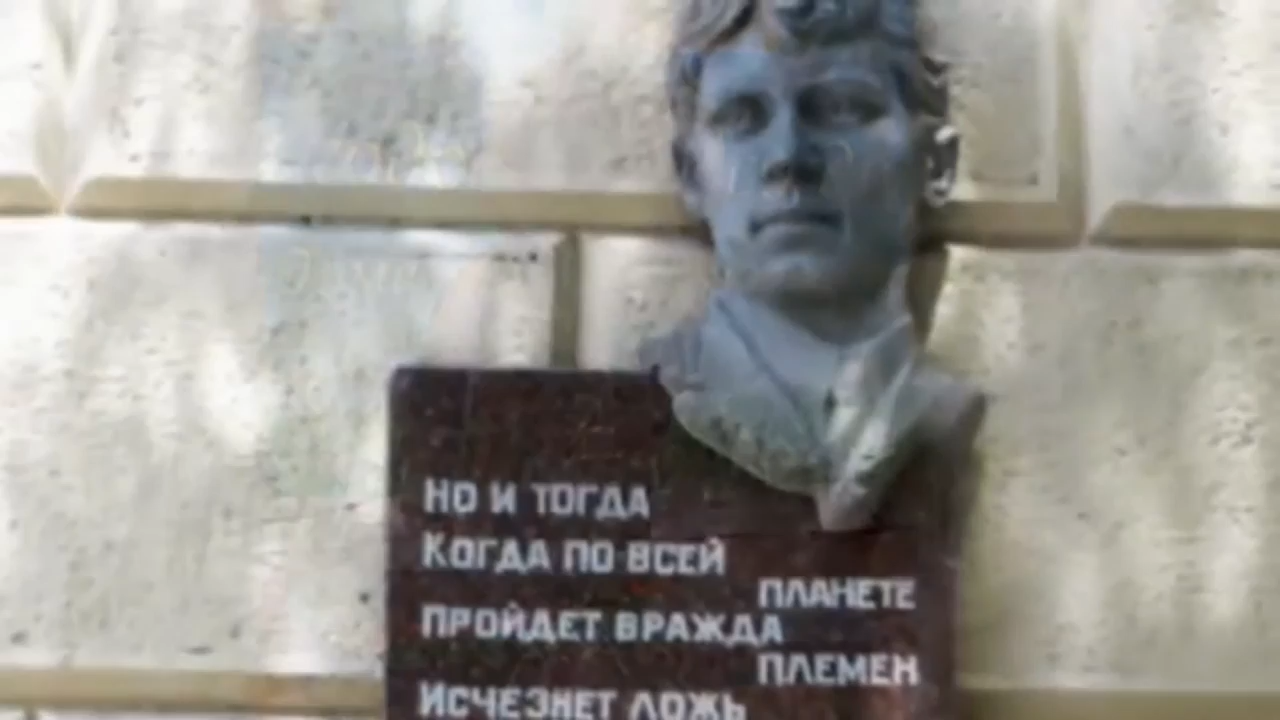 НО И ТОГДА
КОГДА ПО ВСЕЙ
ПЛАНЕТЕ
ПРОЙДЕТ ВРАЖДА
ПЛЕМЕН
ИСЧЕЗНЕТ ЛОЖЬ